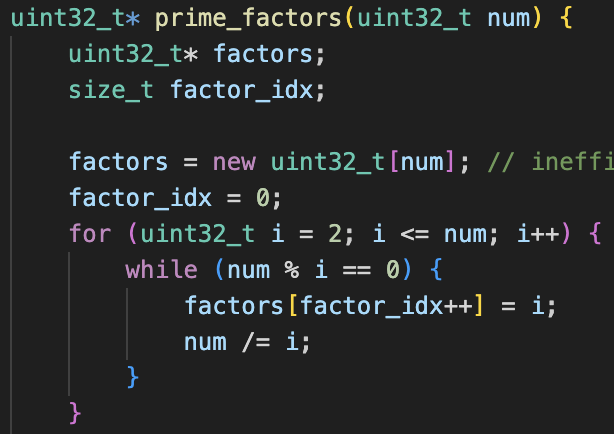 uint32_t* prime_factors(uint32_t num) {
uint32_t* factors;
size_t factor_idx;
factors = new uint32_t[num]; //
factor_idx = 0;
for (uint32_t i = 2; i <= num; i++) {
while (num % i == 0) {
factors[factor_idx++] = i;
num /= i;
}
}